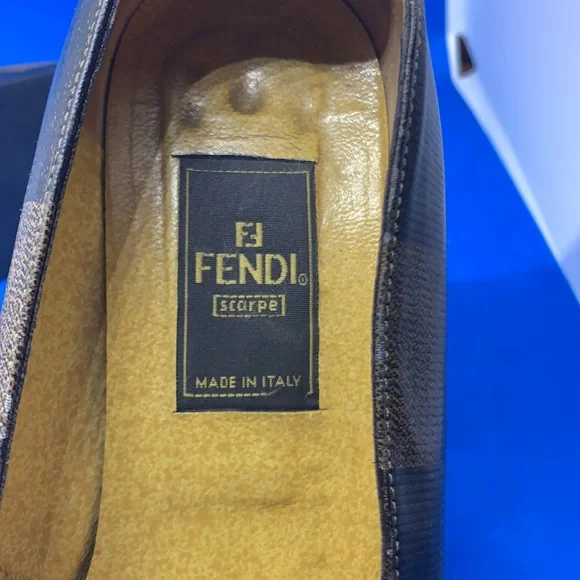 FF
FENDI®
[scarpe]
MADE IN ITALY